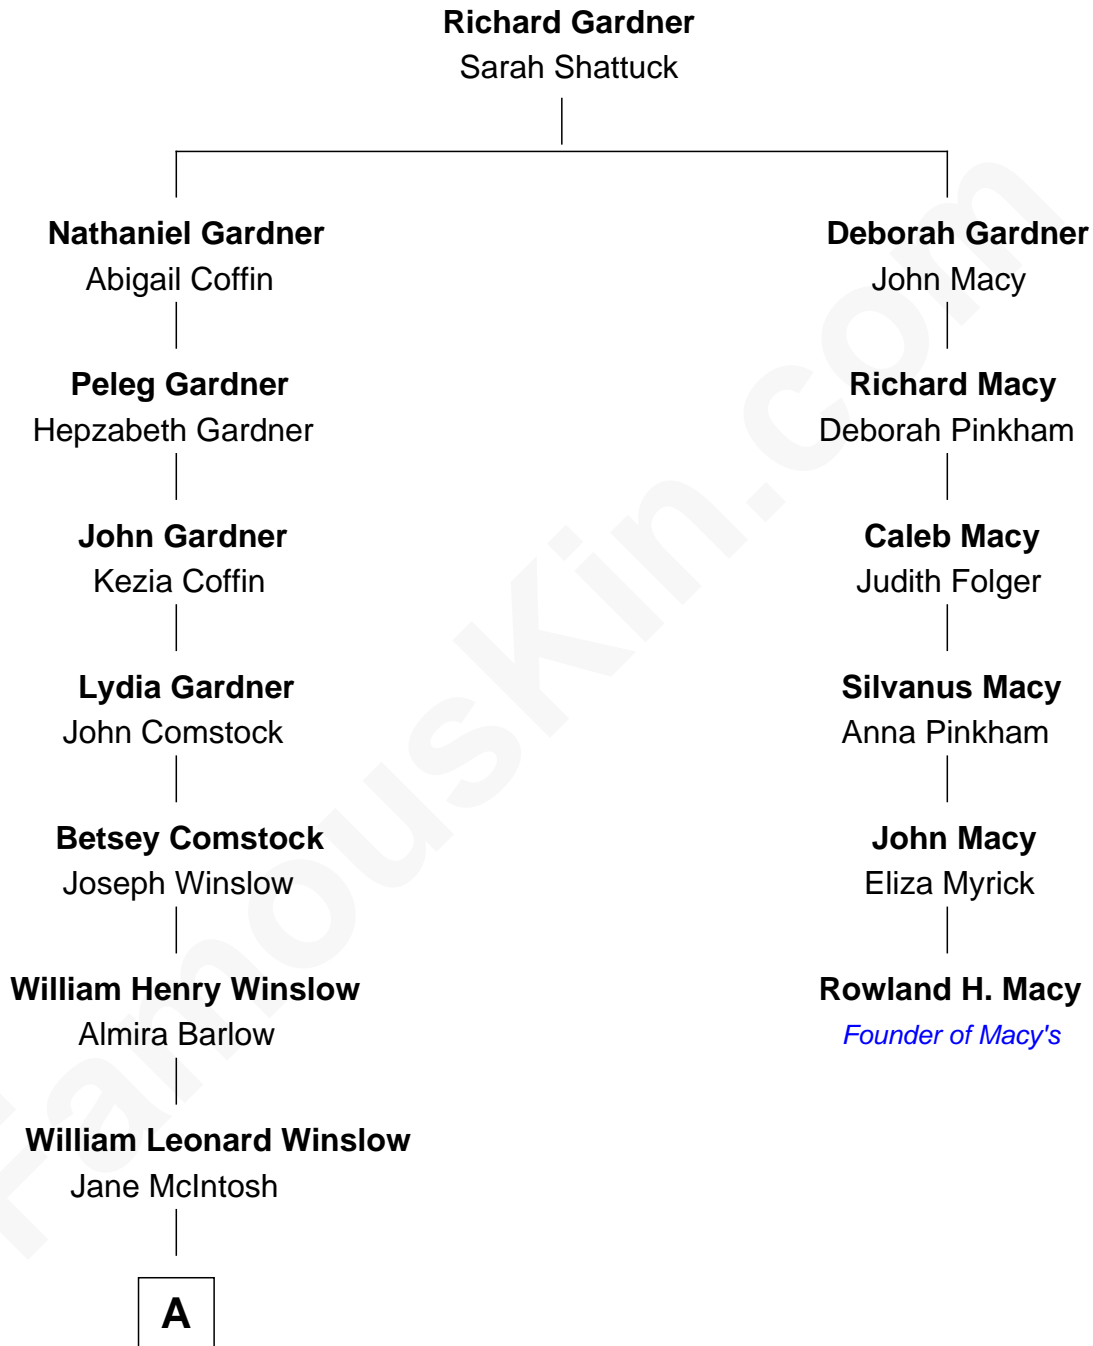 Richard Gardner
Sarah Shattuck
Nathaniel Gardner
Abigail Coffin
Peleg Gardner
Hepzabeth Gardner
John Gardner
Kezia Coffin
Lydia Gardner
John Comstock
Betsey Comstock
Joseph Winslow
William Henry Winslow
Almira Barlow
William Leonard Winslow
Jane McIntosh
A
Deborah Gardner
John Macy
Richard Macy
Deborah Pinkham
Caleb Macy
Judith Folger
Silvanus Macy
Anna Pinkham
John Macy
Eliza Myrick
Rowland H. Macy
Founder of Macy's
FamousKin.com